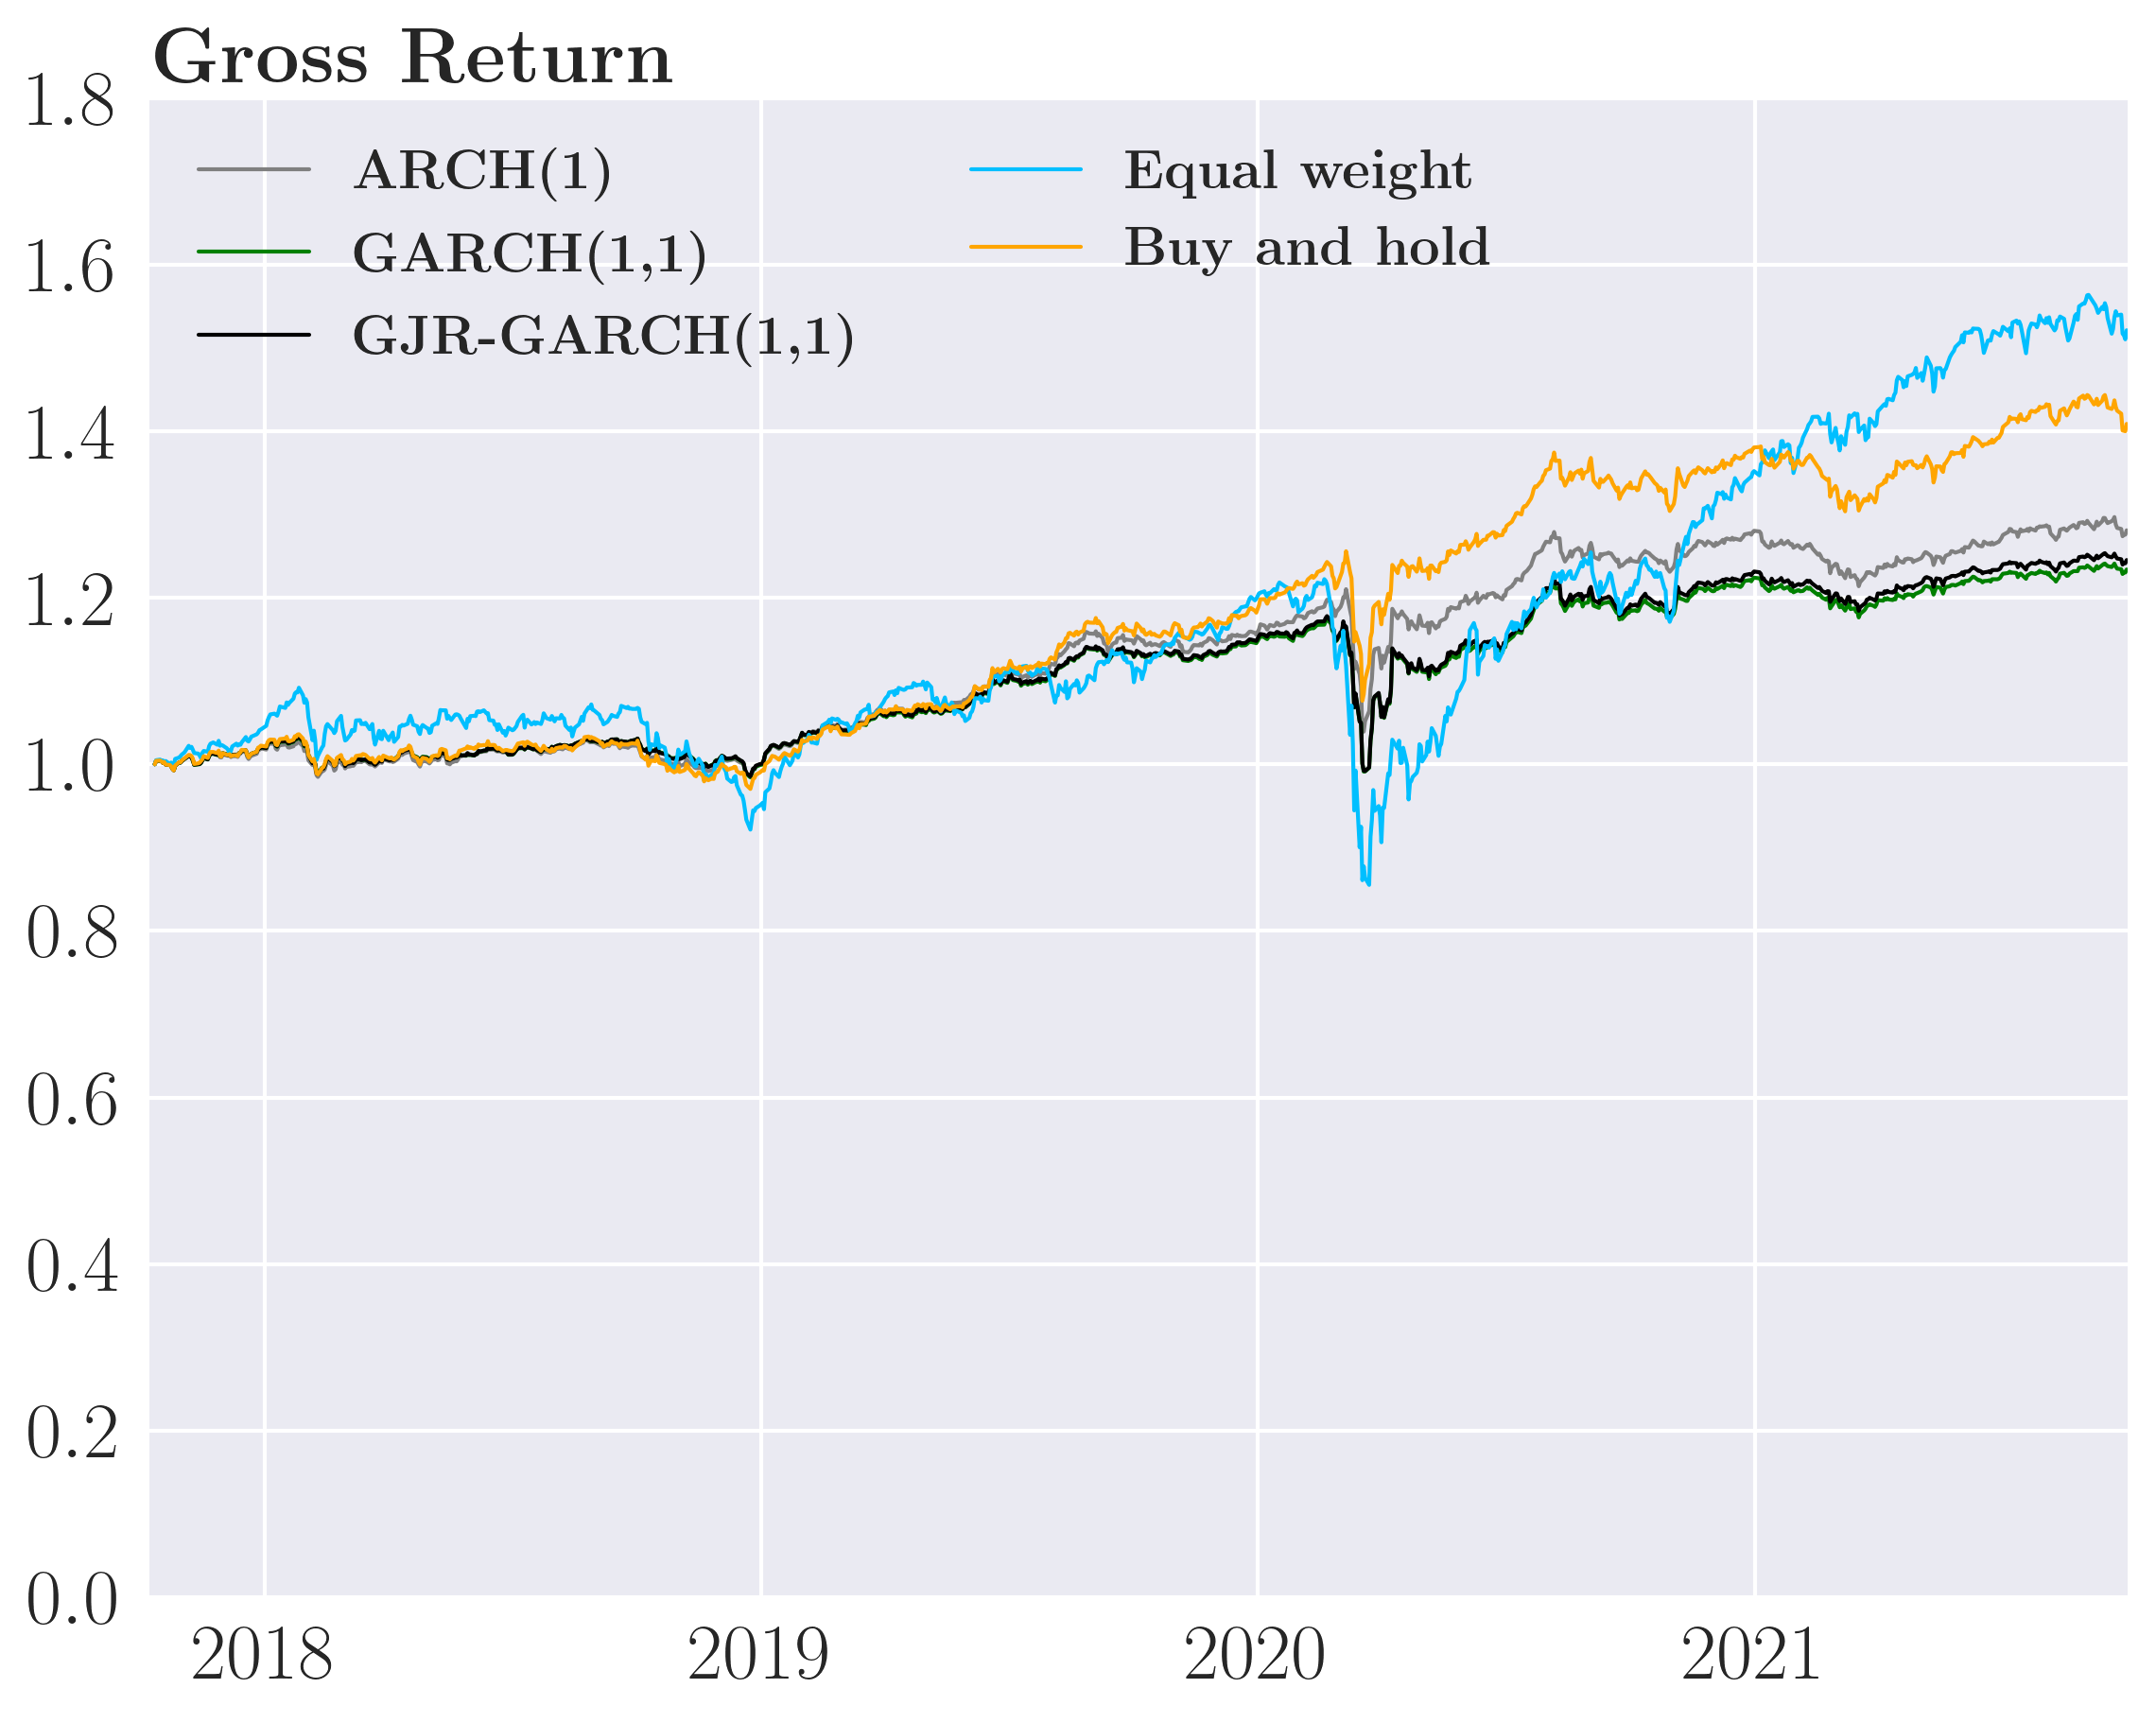 Gross Return
1.8
1.6
1.4
1.2
1.0
0.8
0.6
0.4
0.2
0.0
ARCH(1)
GARCH(1,1)
GJR-GARCH(1,1)
Equal weight
Buy and hold
2018 2019 2020 2021